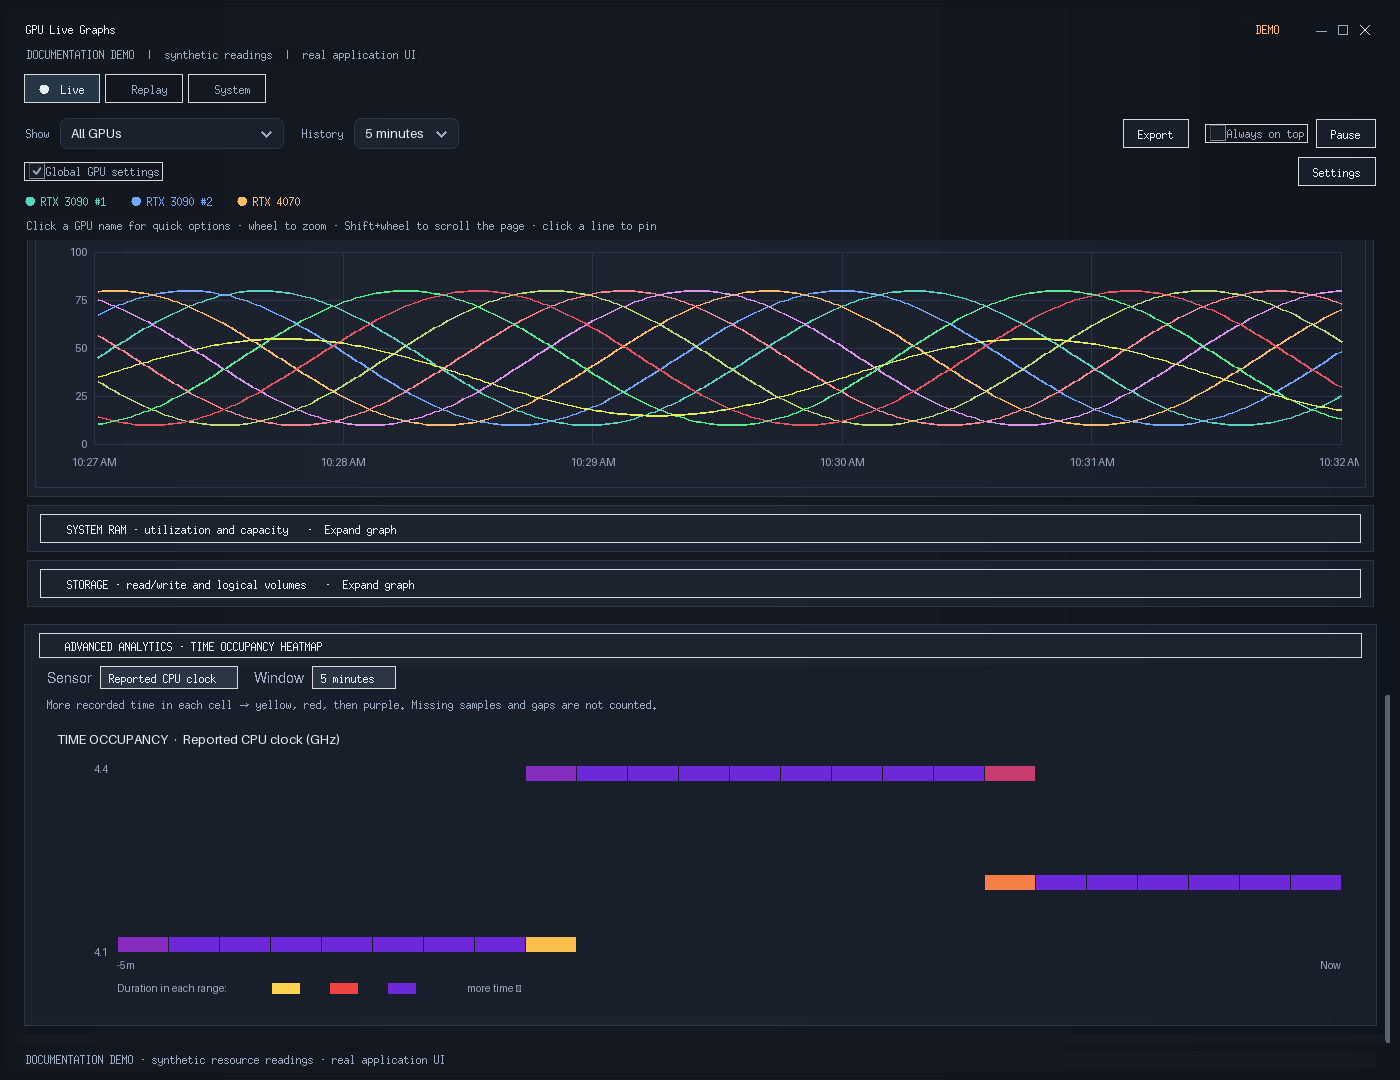 GPU Live Graphs
DEMO
DOCUMENTATION DEMO | synthetic readings | real application UI
Live Replay System
Show All GPUs History 5 minutes Export Always on top Pause
Global GPU settings Settings
RTX 3090 #1 RTX 3090 #2 RTX 4070
Click a GPU name for quick options · wheel to zoom · Shift+wheel to scroll the page · click a line to pin
100
75
50
25
0
10:27 AM 10:28 AM 10:29 AM 10:30 AM 10:31 AM 10:32 AM
SYSTEM RAM · utilization and capacity · Expand graph
STORAGE · read/write and logical volumes · Expand graph
ADVANCED ANALYTICS · TIME OCCUPANCY HEATMAP
Sensor Reported CPU clock Window 5 minutes
More recorded time in each cell → yellow, red, then purple. Missing samples and gaps are not counted.
TIME OCCUPANCY · Reported CPU clock (GHz)
4.4
4.1
-5m Now
Duration in each range: more time
DOCUMENTATION DEMO · synthetic resource readings · real application UI